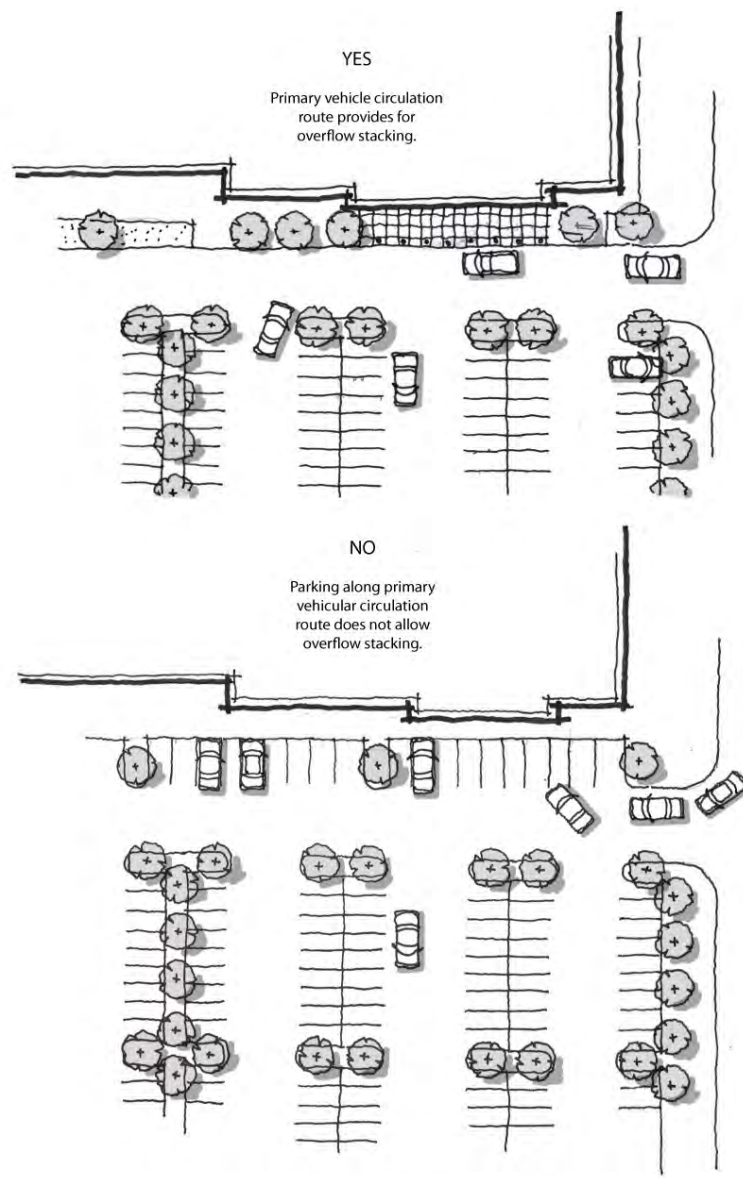 YES
Primary vehicle circulation
route provides for
overflow stacking.
NO
Parking along primary
vehicular circulation
route does not allow
overflow stacking.